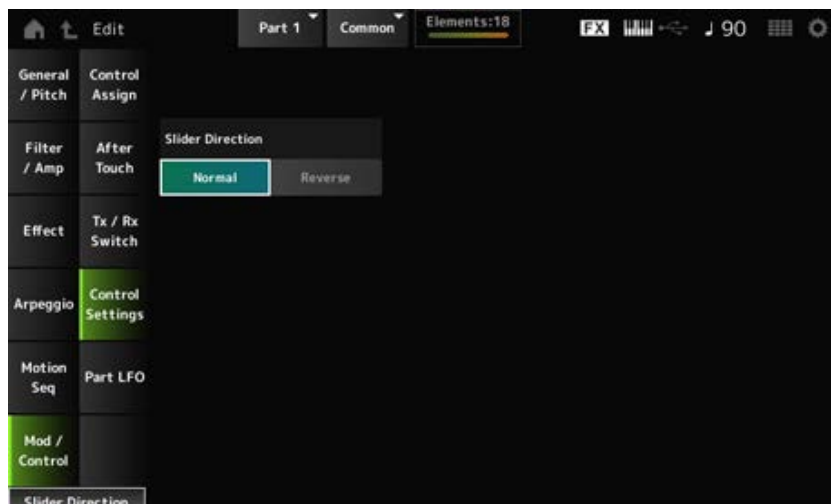 Edit
Part 1
Common
Elements:18
FX
90
General
/ Pitch
Control
Assign
Filter
/ Amp
After
Touch
Slider Direction
Normal
Reverse
Effect
Tx / Rx
Switch
Arpeggio
Control
Settings
Motion
Seq
Part LFO
Mod /
Control
Slider Direction